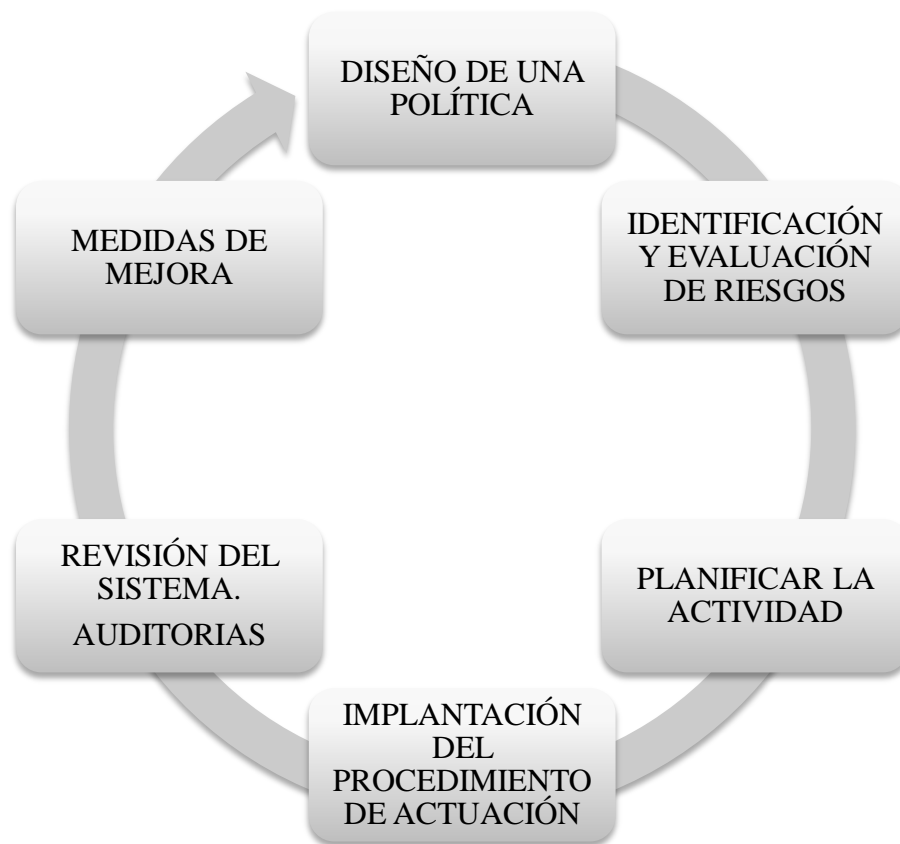 DISEÑO DE UNA
POLÍTICA
IDENTIFICACIÓN
Y EVALUACIÓN
DE RIESGOS
PLANIFICAR LA
ACTIVIDAD
IMPLANTACIÓN
DEL
PROCEDIMIENTO
DE ACTUACIÓN
REVISIÓN DEL
SISTEMA.
AUDITORIAS
MEDIDAS DE
MEJORA